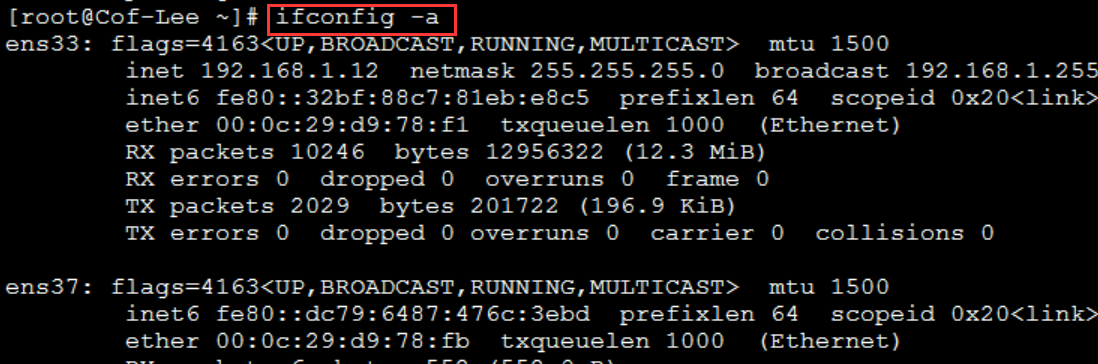 [root@Cof-Lee ~]# ifconfig -a
ens33: flags=4163<UP,BROADCAST,RUNNING,MULTICAST>  mtu 1500
        inet 192.168.1.12  netmask 255.255.255.0  broadcast 192.168.1.255
        inet6 fe80::32bf:88c7:81eb:e8c5  prefixlen 64  scopeid 0x20<link>
        ether 00:0c:29:d9:78:f1  txqueuelen 1000  (Ethernet)
        RX packets 10246  bytes 12956322 (12.3 MiB)
        RX errors 0  dropped 0  overruns 0  frame 0
        TX packets 2029  bytes 201722 (196.9 KiB)
        TX errors 0  dropped 0 overruns 0  carrier 0  collisions 0

ens37: flags=4163<UP,BROADCAST,RUNNING,MULTICAST>  mtu 1500
        inet6 fe80::dc79:6487:476c:3ebd  prefixlen 64  scopeid 0x20<link>
        ether 00:0c:29:d9:78:fb  txqueuelen 1000  (Ethernet)